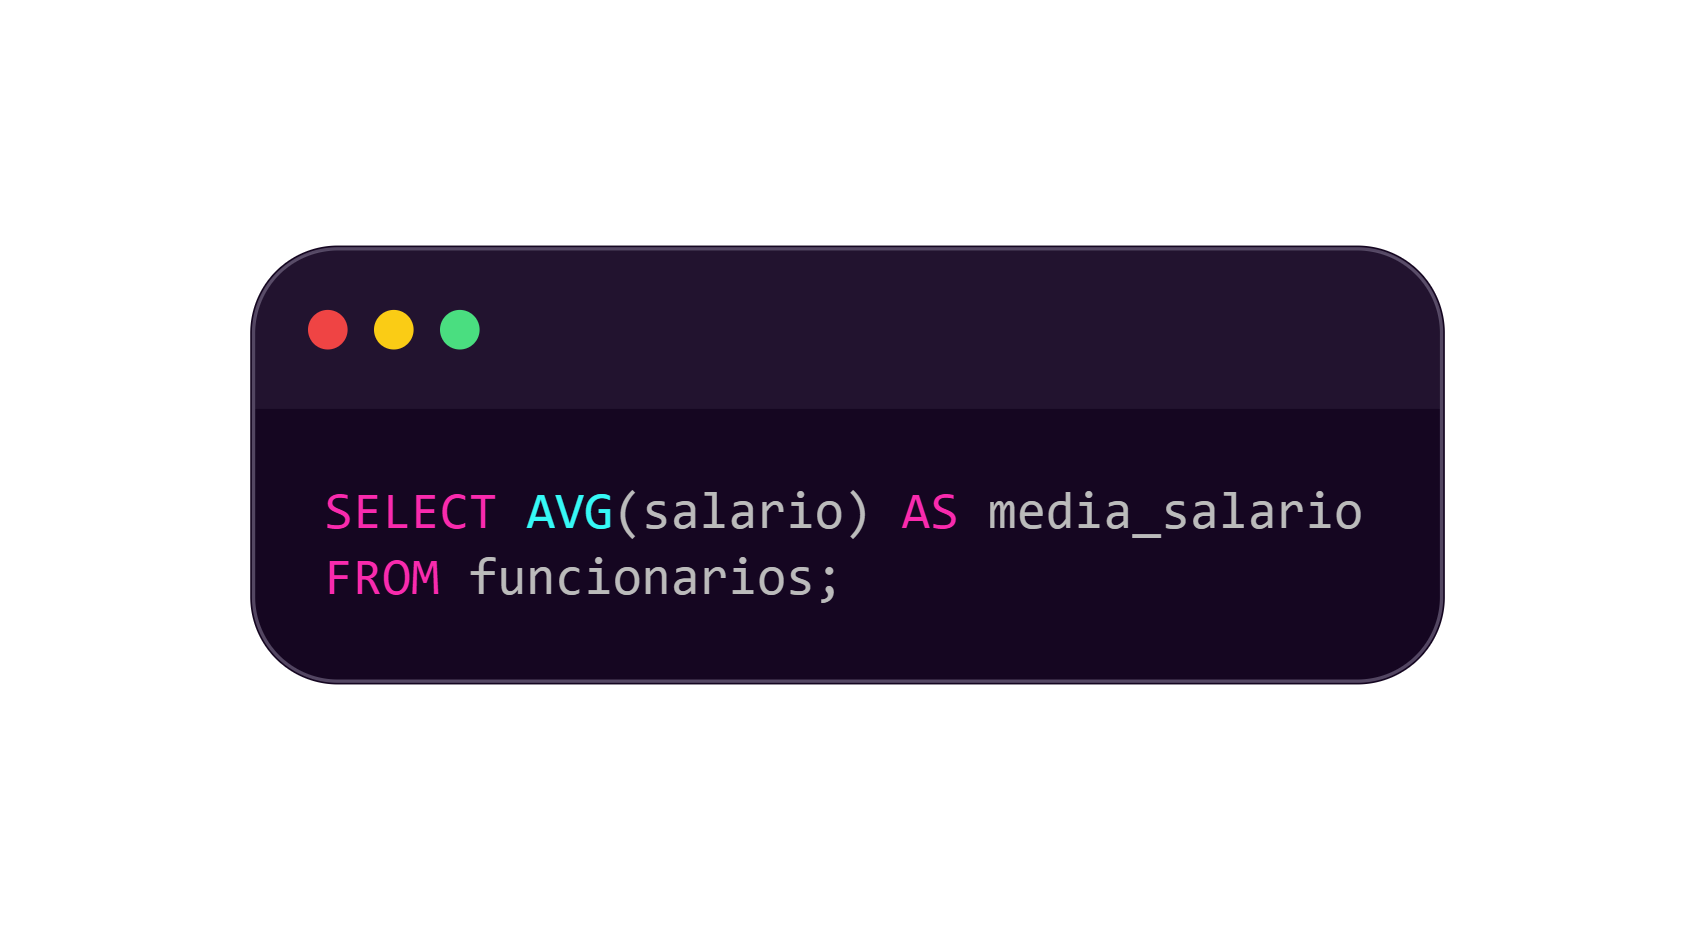 SELECT AVG(salario) AS media_salario
FROM funcionarios;